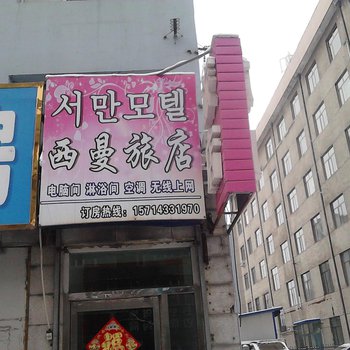 서만모텔
西曼旅店
电脑间 淋浴间 空调 无线上网
订房热线：15714331970
福